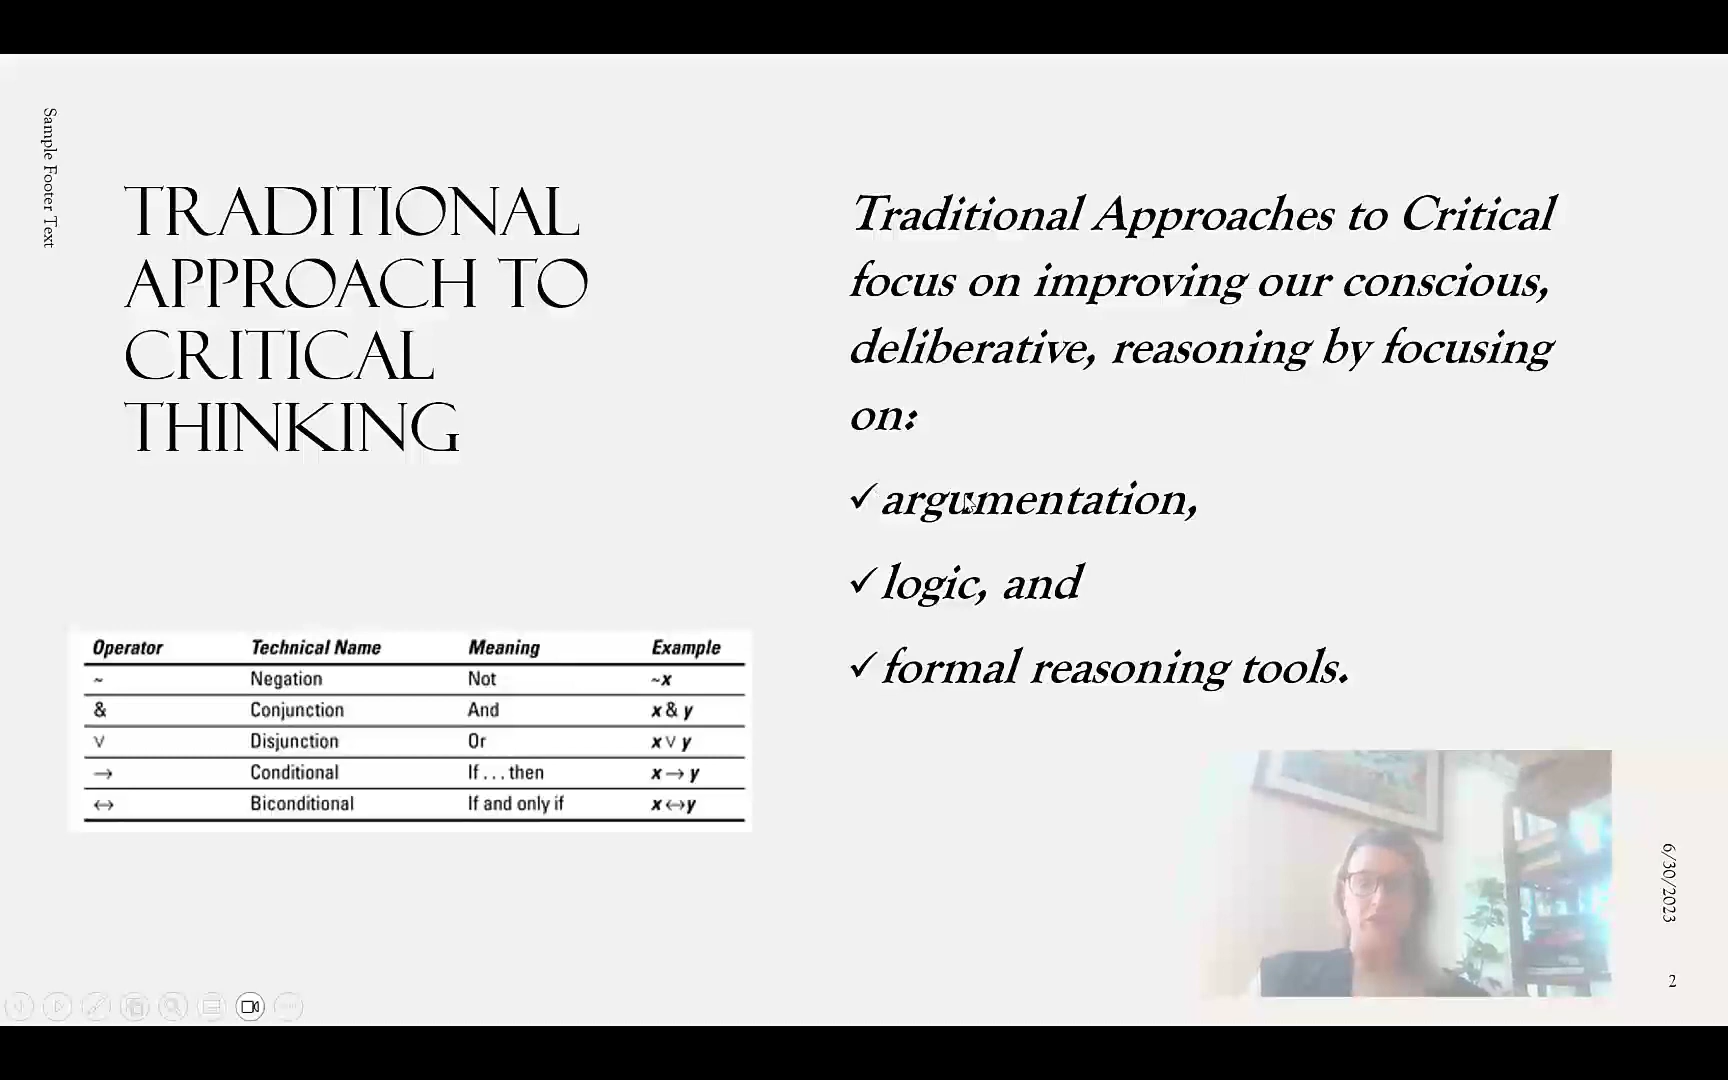 Sample Footer Text
TRADITIONAL
APPROACH TO
CRITICAL
THINKING
Traditional Approaches to Critical
focus on improving our conscious,
deliberative, reasoning by focusing
on:
✓argumentation,
✓logic, and
✓formal reasoning tools.
Operator Technical Name Meaning Example
~ Negation Not ~x
& Conjunction And x & y
∨ Disjunction Or x ∨ y
→ Conditional If . . . then x → y
↔ Biconditional If and only if x ↔ y
6/30/2023
2